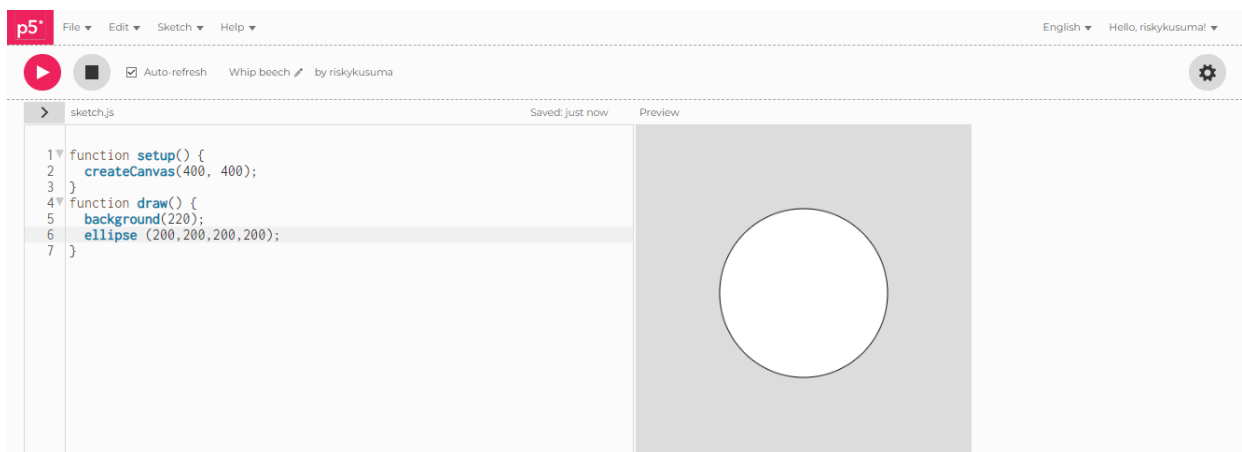 p5* File Edit Sketch Help English Hello, riskykusuma!
Auto-refresh Whip beech by riskykusuma
sketch.js Saved: just now Preview
1 function setup() {
2 createCanvas(400, 400);
3 }
4 function draw() {
5 background(220);
6 ellipse (200,200,200,200);
7 }